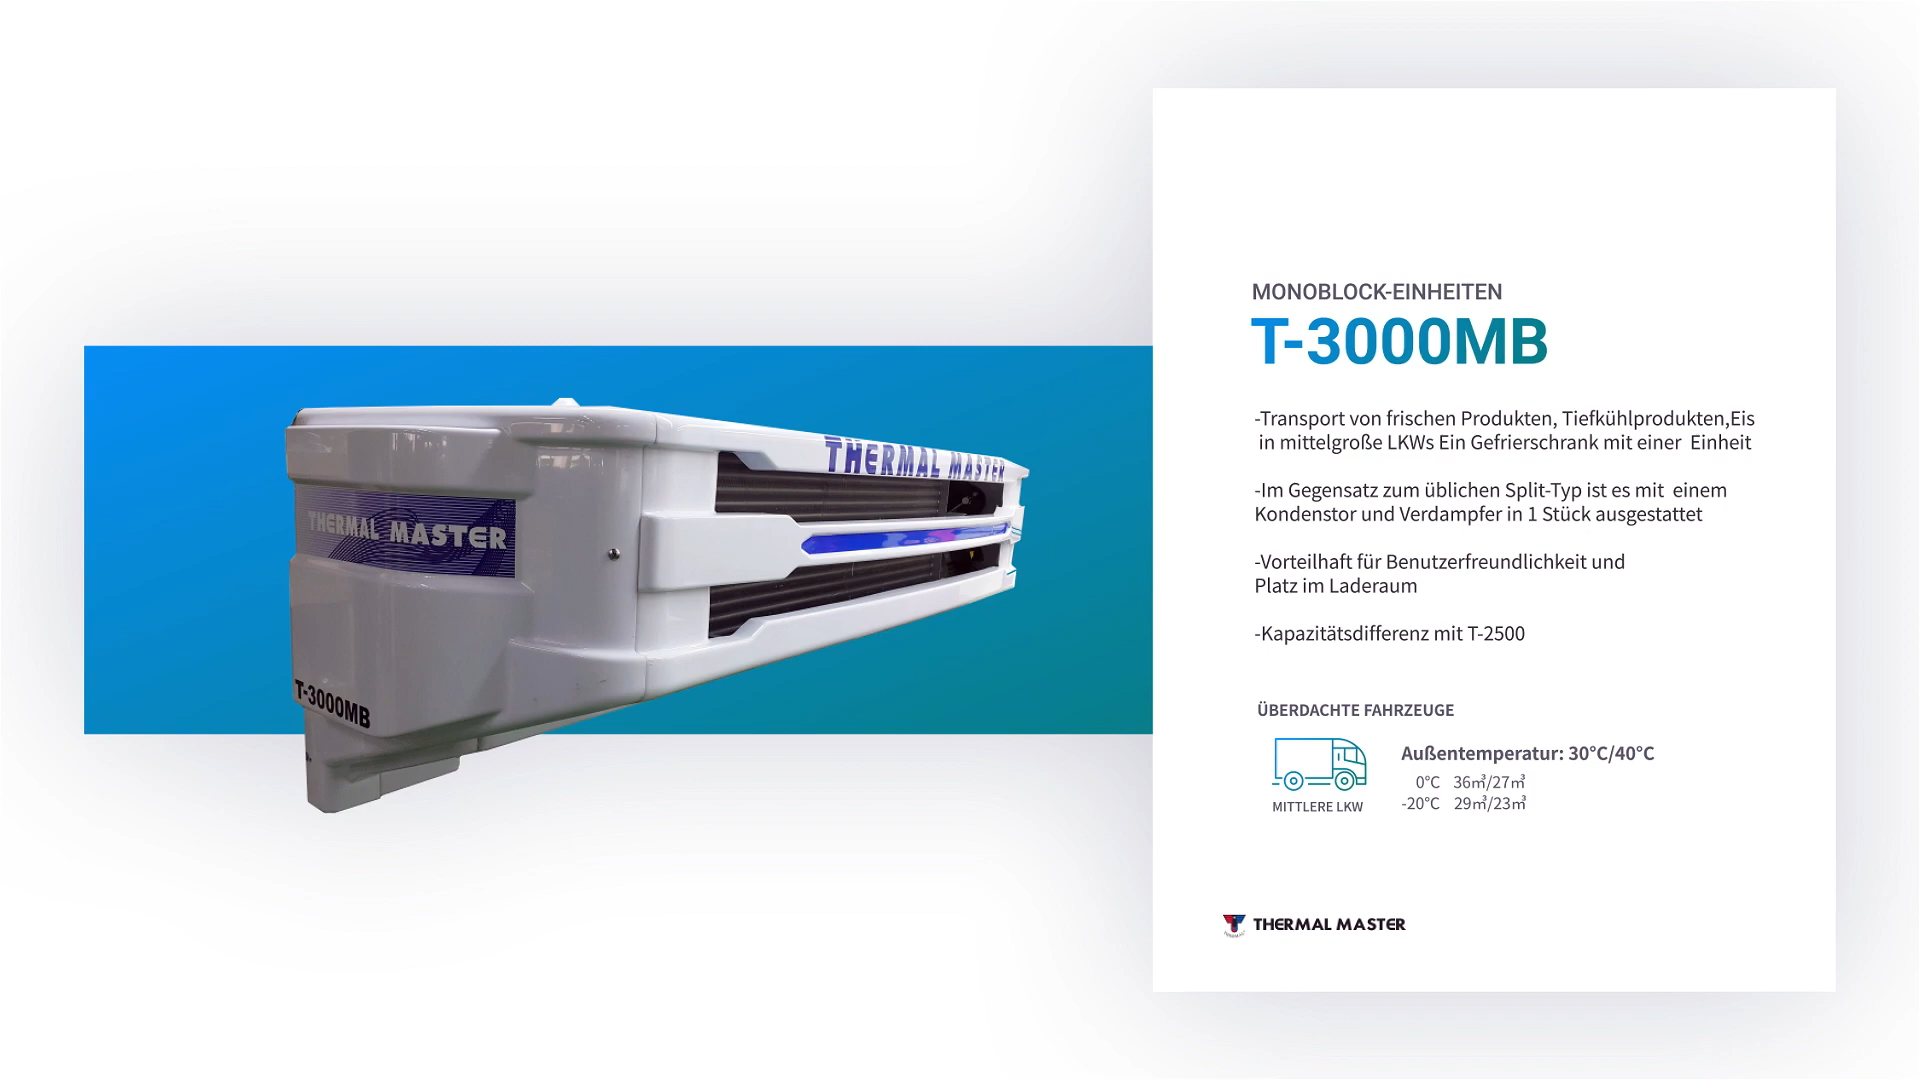 THERMAL MASTER
THERMAL MASTER
T-3000MB
MONOBLOCK-EINHEITEN
T-3000MB
-Transport von frischen Produkten, Tiefkühlprodukten,Eis
in mittelgroße LKWs Ein Gefrierschrank mit einer Einheit
-Im Gegensatz zum üblichen Split-Typ ist es mit einem
Kondenstor und Verdampfer in 1 Stück ausgestattet
-Vorteilhaft für Benutzerfreundlichkeit und
Platz im Laderaum
-Kapazitätsdifferenz mit T-2500
ÜBERDACHTE FAHRZEUGE
MITTLERE LKW
Außentemperatur: 30°C/40°C
0°C 36㎥/27㎥
-20°C 29㎥/23㎥
THERMAL MASTER